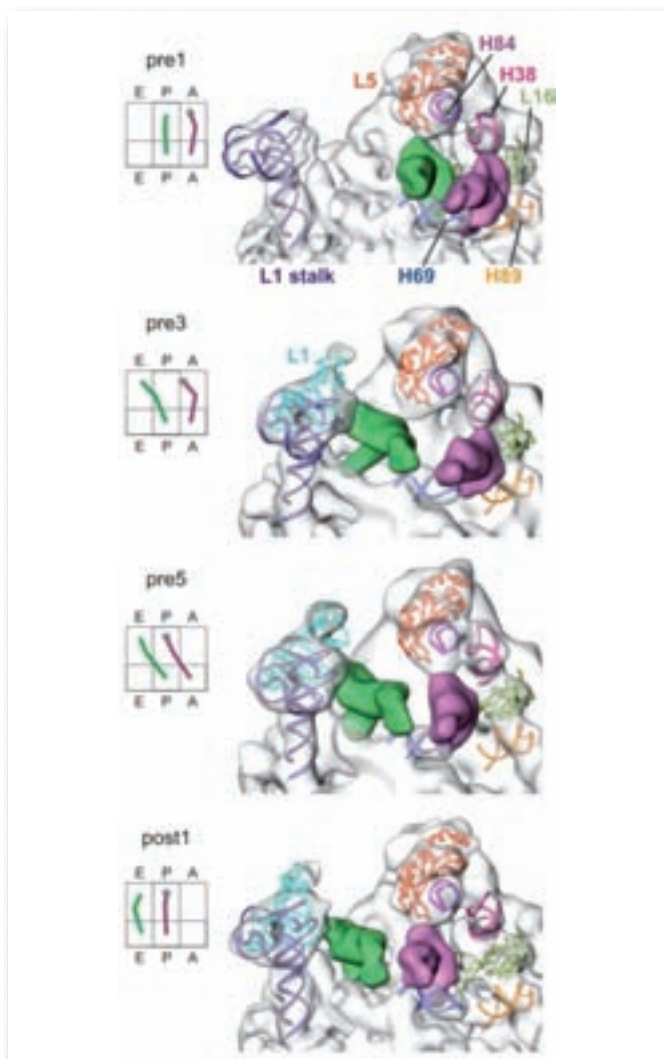 pre1
E P A
E P A
H84
L5
H38
L16
L1 stalk
H69
H89
pre3
E P A
E P A
L1
pre5
E P A
E P A
post1
E P A
E P A